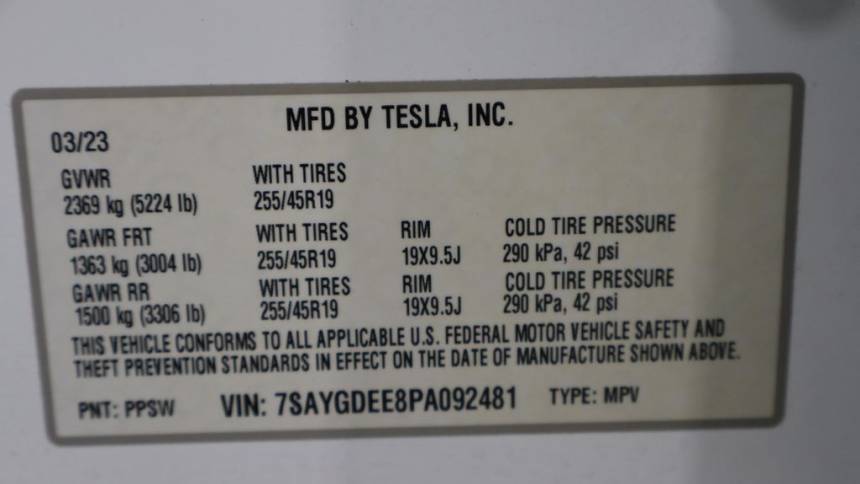 MFD BY TESLA, INC.
03/23
GVWR WITH TIRES
2369 kg (5224 lb) 255/45R19
GAWR FRT WITH TIRES RIM COLD TIRE PRESSURE
1363 kg (3004 lb) 255/45R19 19X9.5J 290 kPa, 42 psi
GAWR RR WITH TIRES RIM COLD TIRE PRESSURE
1500 kg (3306 lb) 255/45R19 19X9.5J 290 kPa, 42 psi
THIS VEHICLE CONFORMS TO ALL APPLICABLE U.S. FEDERAL MOTOR VEHICLE SAFETY AND
THEFT PREVENTION STANDARDS IN EFFECT ON THE DATE OF MANUFACTURE SHOWN ABOVE.
PNT: PPSW VIN: 7SAYGDEE8PA092481 TYPE: MPV